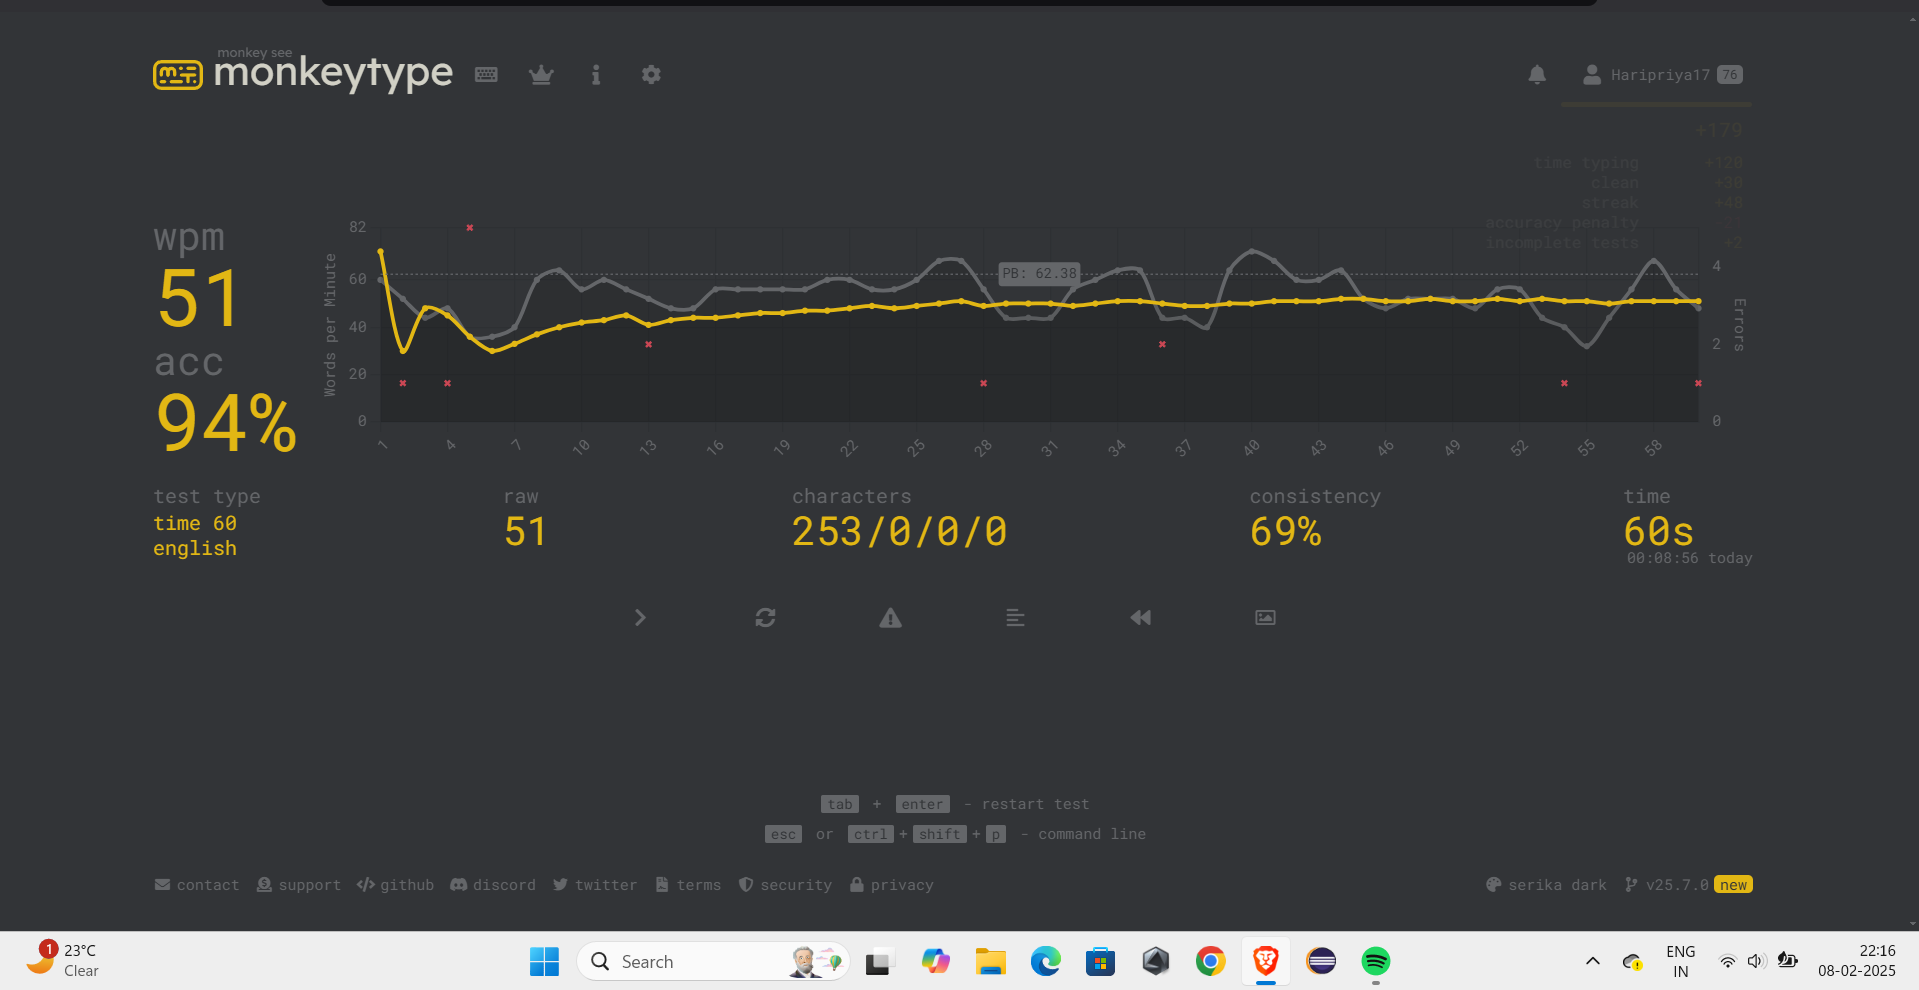 monkey see
monkeytype
Haripriya17 76
+179
time typing +120
clean +30
streak +48
accuracy penalty
incomplete tests +2
wpm
51
acc
94%
Words per Minute
82
60
40
20
0
PB: 62.38
Errors
4
2
0
1 4 7 10 13 16 19 22 25 28 31 34 37 40 43 46 49 52 55 58
test type
time 60
english
raw
51
characters
253/0/0/0
consistency
69%
time
60s
00:08:56 today
tab + enter - restart test
esc or ctrl + shift + p - command line
contact support github discord twitter terms security privacy
serika dark v25.7.0 new
1
23°C
Clear
Search
ENG
IN
22:16
08-02-2025